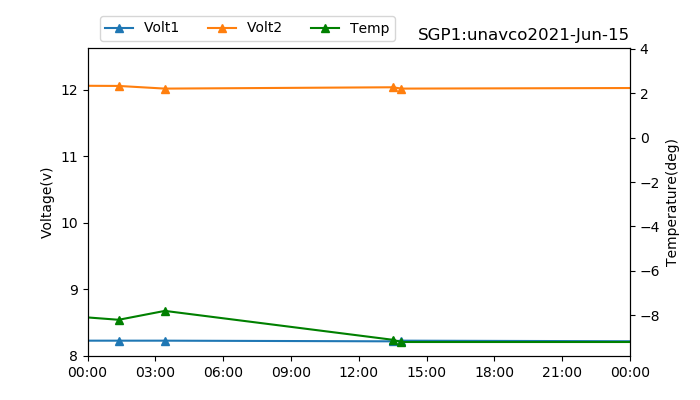 Volt1 Volt2 Temp
SGP1:unavco2021-Jun-15
Voltage(v)
12
11
10
9
8
4
2
0
−2
−4
−6
−8
Temperature(deg)
00:00 03:00 06:00 09:00 12:00 15:00 18:00 21:00 00:00